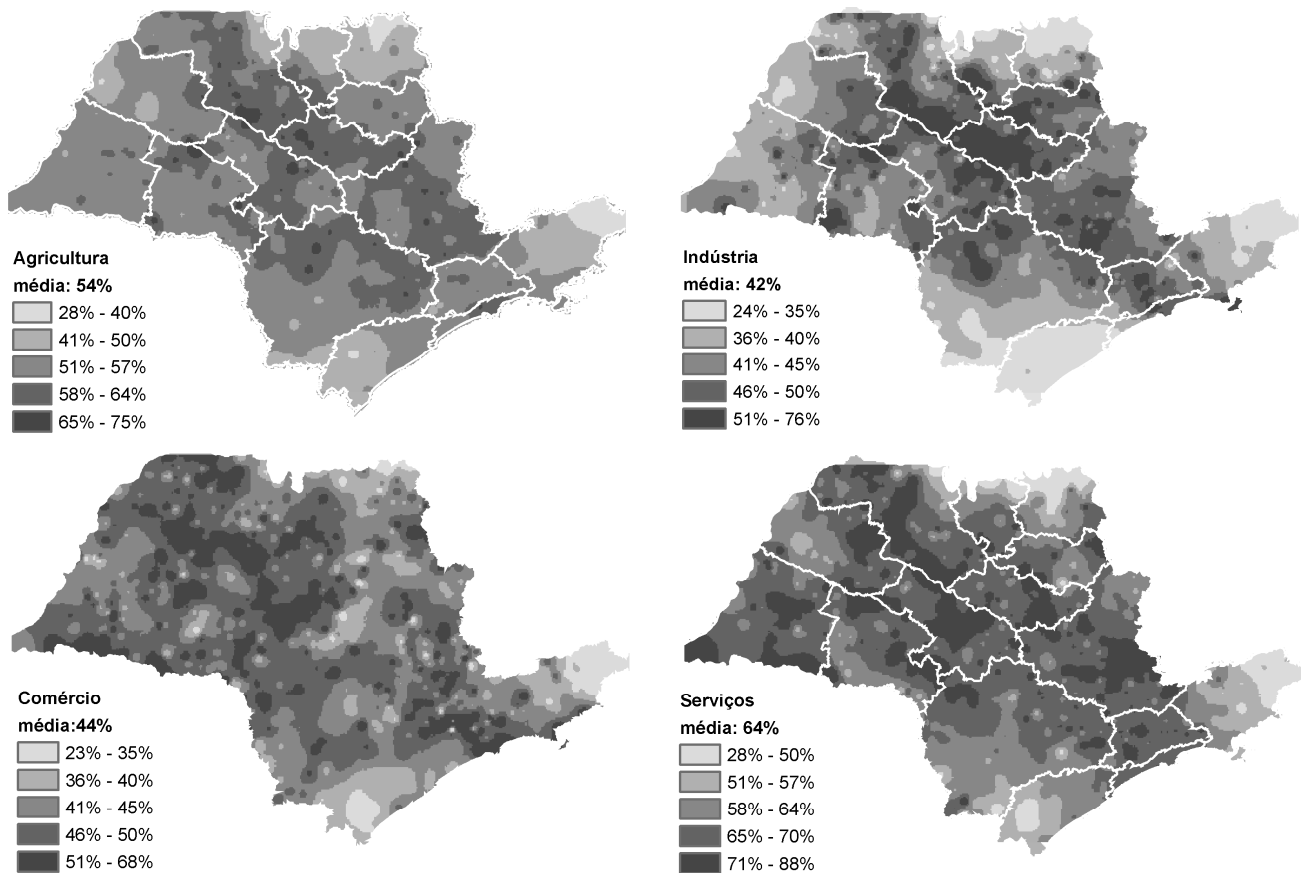 Agricultura
média: 54%
28% - 40%
41% - 50%
51% - 57%
58% - 64%
65% - 75%
Indústria
média: 42%
24% - 35%
36% - 40%
41% - 45%
46% - 50%
51% - 76%
Comércio
média:44%
23% - 35%
36% - 40%
41% - 45%
46% - 50%
51% - 68%
Serviços
média: 64%
28% - 50%
51% - 57%
58% - 64%
65% - 70%
71% - 88%